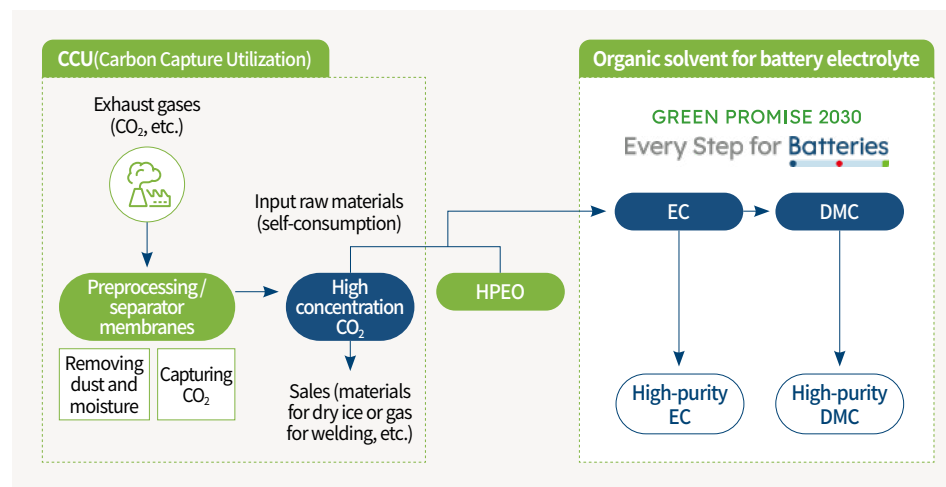 CCU(Carbon Capture Utilization)
Exhaust gases
(CO₂, etc.)
Preprocessing /
separator
membranes
Removing
dust and
moisture
Capturing
CO₂
Input raw materials
(self-consumption)
High
concentration
CO₂
Sales (materials
for dry ice or gas
for welding, etc.)
HPEO
Organic solvent for battery electrolyte
GREEN PROMISE 2030
Every Step for Batteries
EC
DMC
High-purity
EC
High-purity
DMC